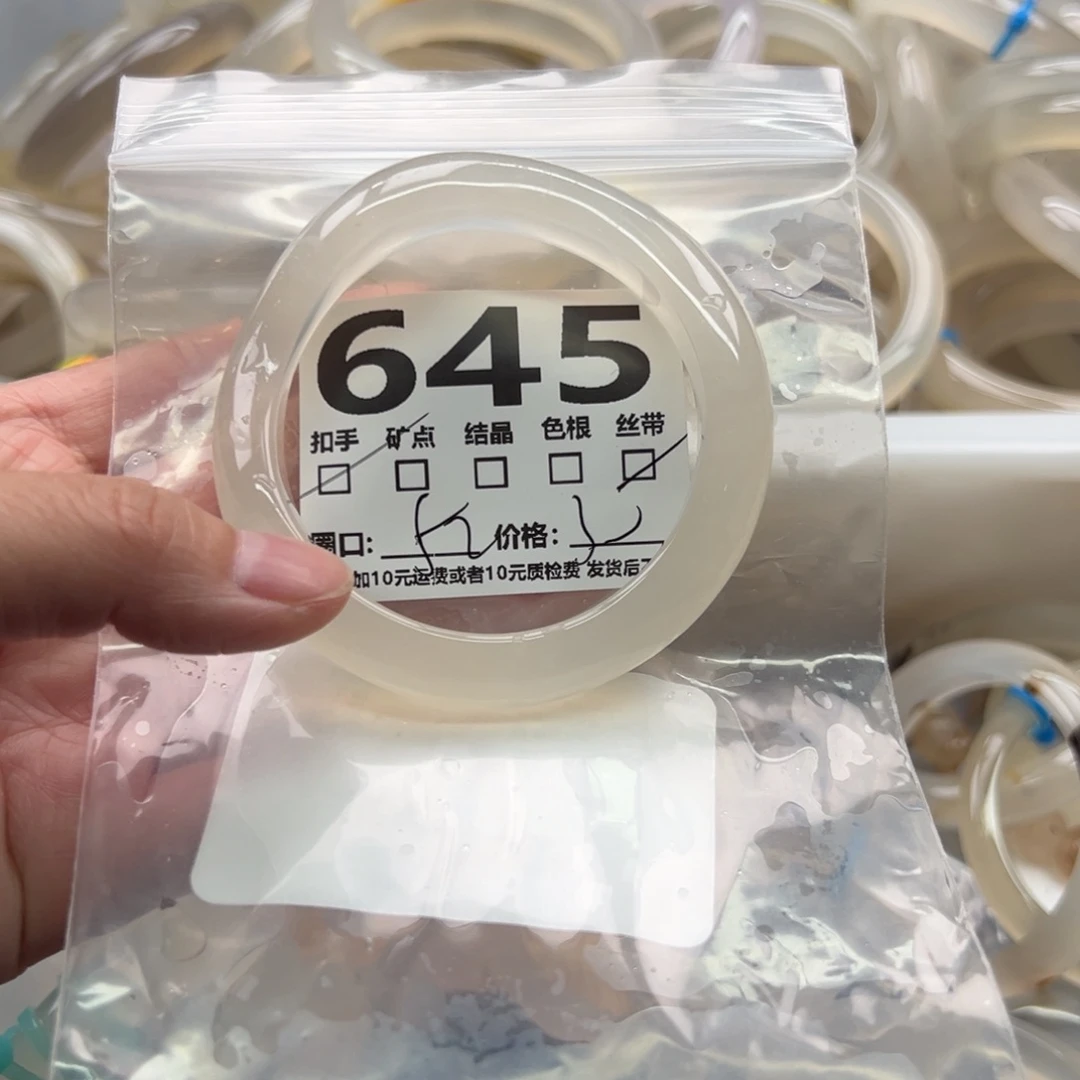 645
扣手 矿点 结晶 色根 丝带
圈口: 价格:
加10元运费或者10元质检费 发货后